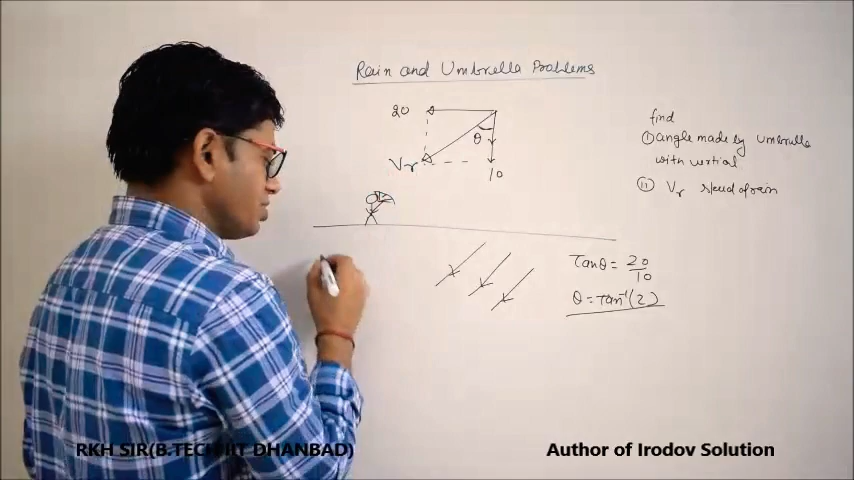 Rain and Umbrella Problems
20
θ
Vr
10
find
① angle made by umbrella
with vertical
② Vr speed of rain
Tanθ = 20/10
θ = Tan⁻¹(2)
RKH SIR(B.TECH IIT DHANBAD)
Author of Irodov Solution